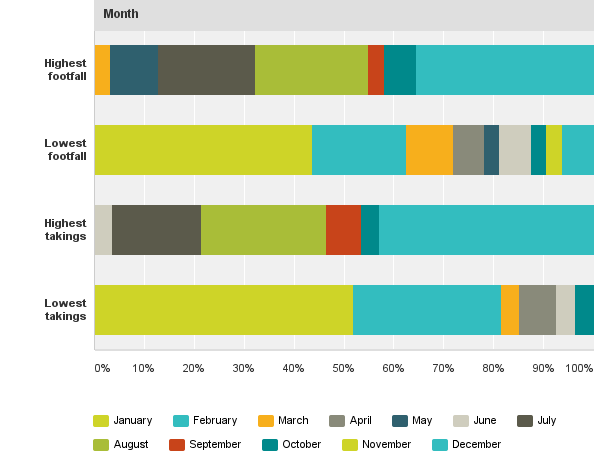 Month
Highest
footfall
Lowest
footfall
Highest
takings
Lowest
takings
0% 10% 20% 30% 40% 50% 60% 70% 80% 90% 100%
January February March April May June July
August September October November December